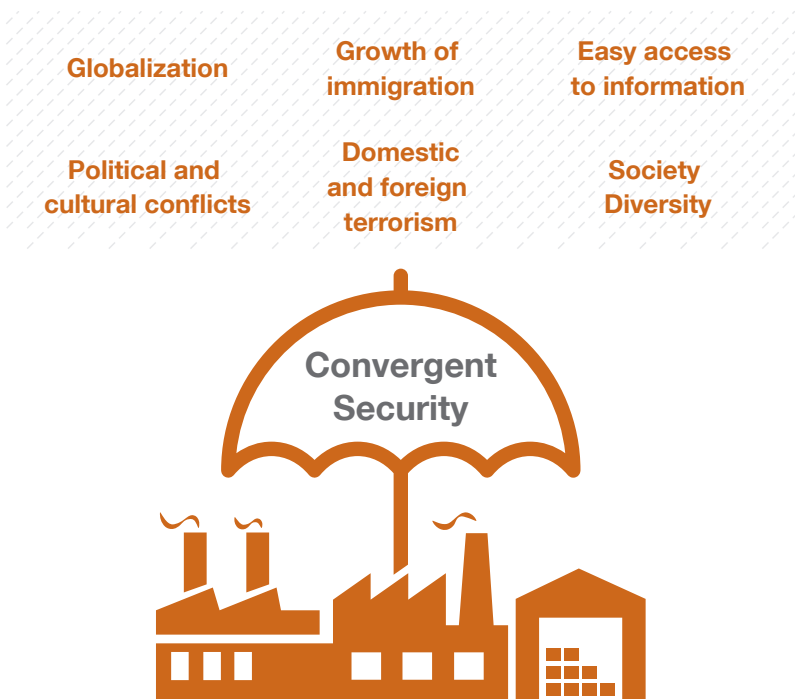 Globalization
Growth of
immigration
Easy access
to information
Political and
cultural conflicts
Domestic
and foreign
terrorism
Society
Diversity
Convergent
Security